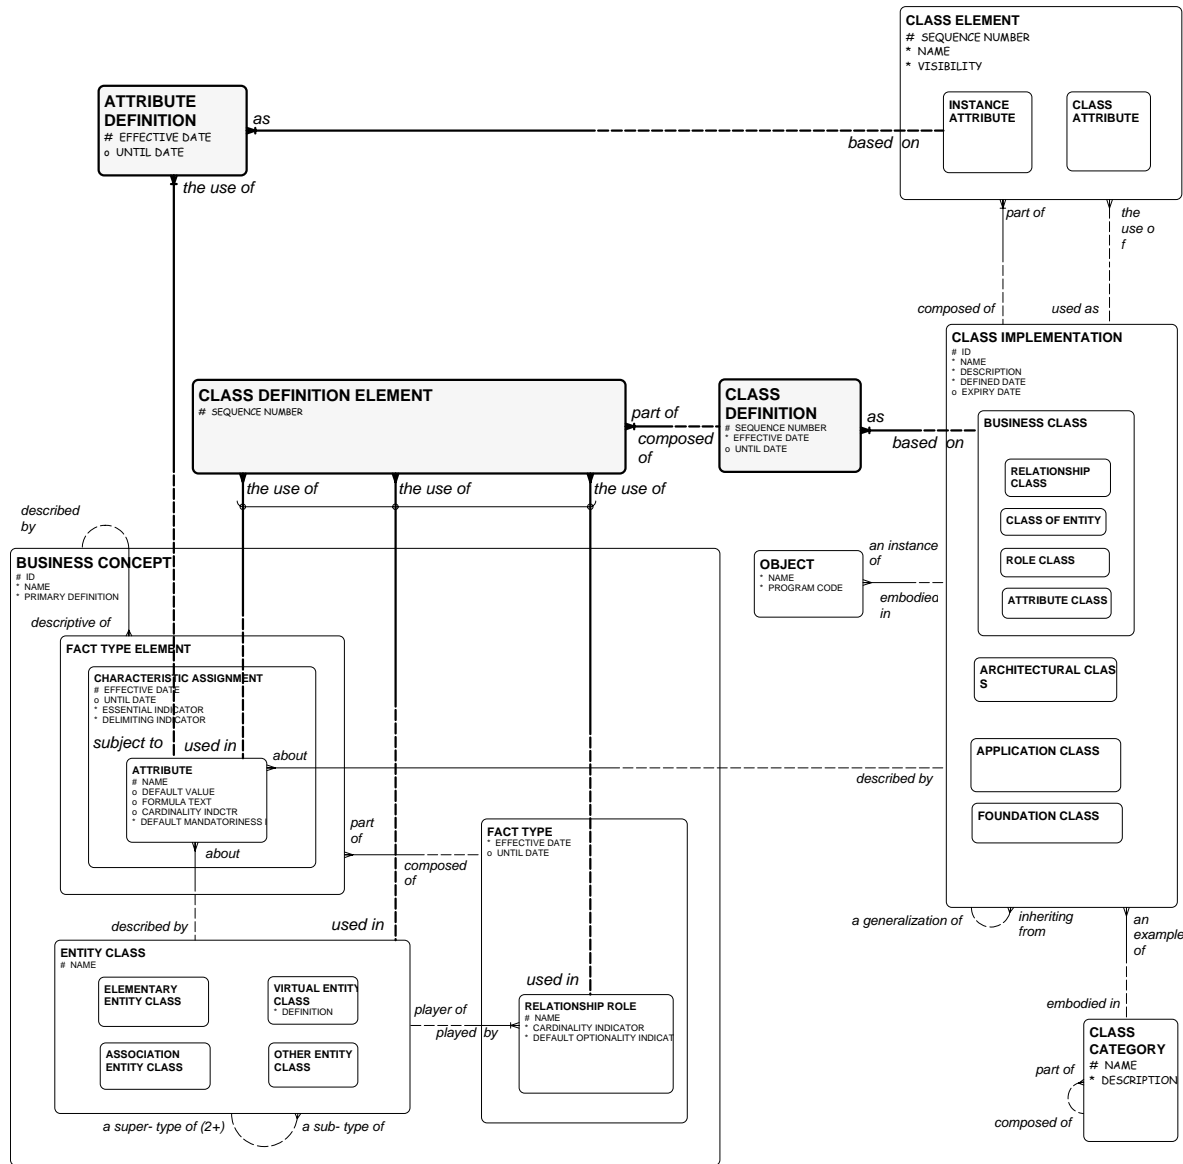 CLASS ELEMENT
# SEQUENCE NUMBER
* NAME
* VISIBILITY
INSTANCE
ATTRIBUTE
CLASS
ATTRIBUTE
ATTRIBUTE
DEFINITION
# EFFECTIVE DATE
o UNTIL DATE
as
based on
the use of
part of
the
use o
f
composed of
used as
CLASS IMPLEMENTATION
# ID
* NAME
* DESCRIPTION
* DEFINED DATE
o EXPIRY DATE
CLASS DEFINITION ELEMENT
# SEQUENCE NUMBER
part of
composed
of
CLASS
DEFINITION
# SEQUENCE NUMBER
* EFFECTIVE DATE
o UNTIL DATE
as
based on
BUSINESS CLASS
RELATIONSHIP
CLASS
CLASS OF ENTITY
ROLE CLASS
ATTRIBUTE CLASS
the use of
the use of
the use of
described
by
BUSINESS CONCEPT
# ID
* NAME
* PRIMARY DEFINITION
OBJECT
* NAME
* PROGRAM CODE
an instance
of
embodied
in
descriptive of
FACT TYPE ELEMENT
CHARACTERISTIC ASSIGNMENT
# EFFECTIVE DATE
o UNTIL DATE
* ESSENTIAL INDICATOR
* DELIMITING INDICATOR
ARCHITECTURAL CLAS
S
subject to
used in
about
ATTRIBUTE
# NAME
o DEFAULT VALUE
o FORMULA TEXT
o CARDINALITY INDCTR
* DEFAULT MANDATORINESS I
described by
APPLICATION CLASS
FOUNDATION CLASS
about
part
of
composed
of
FACT TYPE
* EFFECTIVE DATE
o UNTIL DATE
described by
used in
a generalization of
inheriting
from
an
example
of
ENTITY CLASS
# NAME
ELEMENTARY
ENTITY CLASS
VIRTUAL ENTITY
CLASS
* DEFINITION
ASSOCIATION
ENTITY CLASS
OTHER ENTITY
CLASS
used in
player of
played by
RELATIONSHIP ROLE
# NAME
* CARDINALITY INDICATOR
* DEFAULT OPTIONALITY INDICAT
embodied in
CLASS
CATEGORY
# NAME
* DESCRIPTION
part of
composed of
a super- type of (2+)
a sub- type of